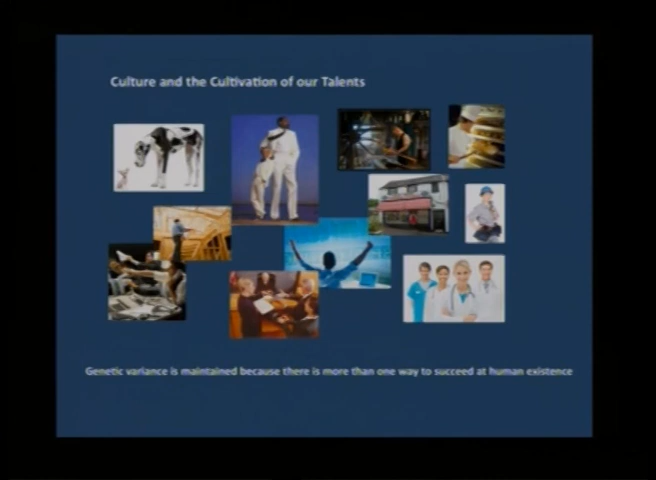 Culture and the Cultivation of our Talents
Genetic variance is maintained because there is more than one way to succeed at human existence